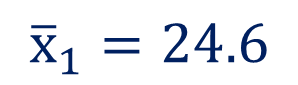 x̅₁ = 24.6